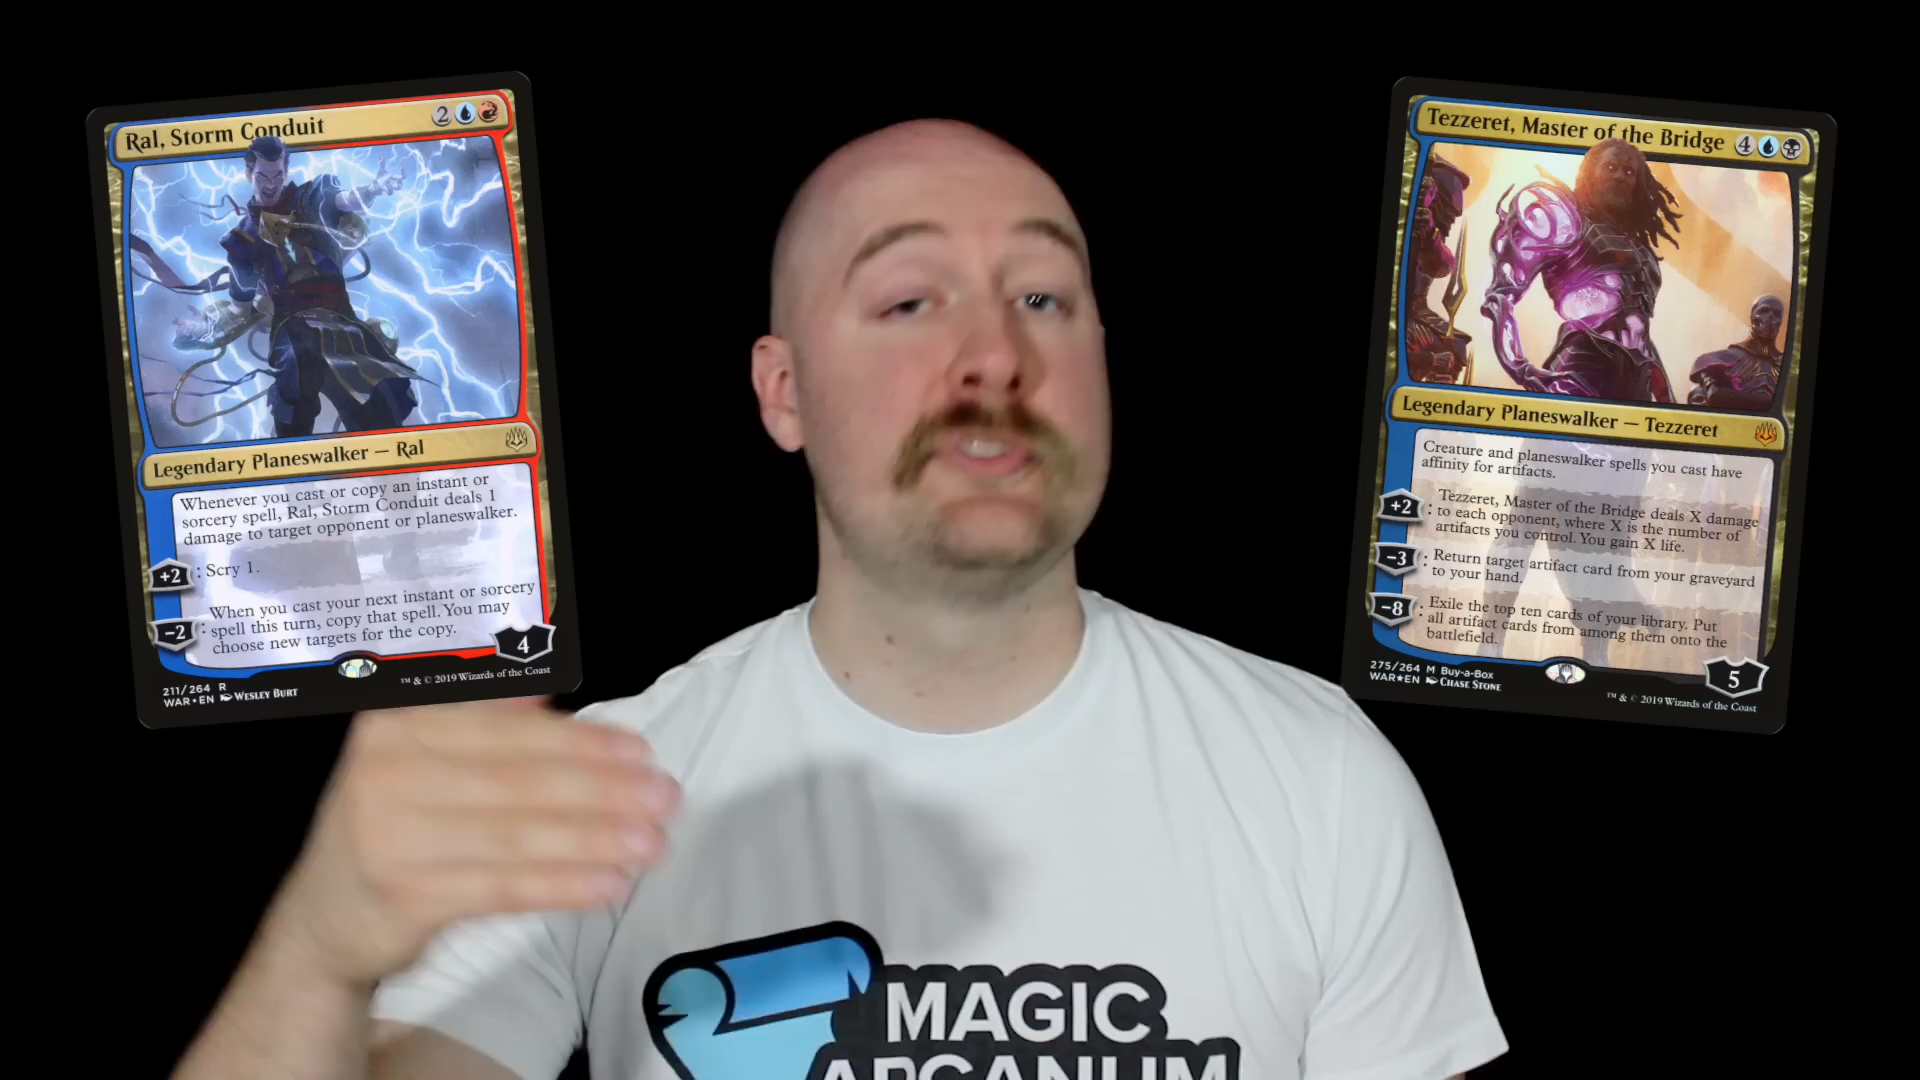 Ral, Storm Conduit
2
Legendary Planeswalker — Ral
Whenever you cast or copy an instant or
sorcery spell, Ral, Storm Conduit deals 1
damage to target opponent or planeswalker.
+2 : Scry 1.
When you cast your next instant or sorcery
−2 : spell this turn, copy that spell. You may
choose new targets for the copy.
4
211/264 R
WAR • EN Wesley Burt
™ & © 2019 Wizards of the Coast
Tezzeret, Master of the Bridge
4
Legendary Planeswalker — Tezzeret
Creature and planeswalker spells you cast have
affinity for artifacts.
+2 : Tezzeret, Master of the Bridge deals X damage
to each opponent, where X is the number of
artifacts you control. You gain X life.
−3 : Return target artifact card from your graveyard
to your hand.
−8 : Exile the top ten cards of your library. Put
all artifact cards from among them onto the
battlefield.
5
275/264 M Buy-a-Box
WAR★EN Chase Stone
™ & © 2019 Wizards of the Coast
MAGIC
ARCANUM